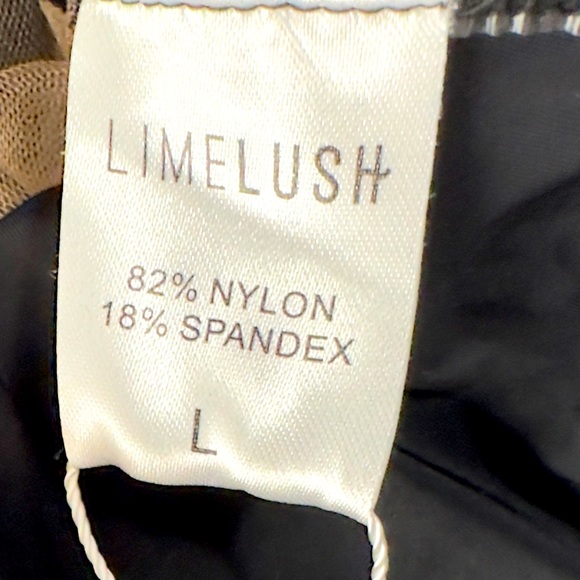 LIMELUSH
82% NYLON
18% SPANDEX
L